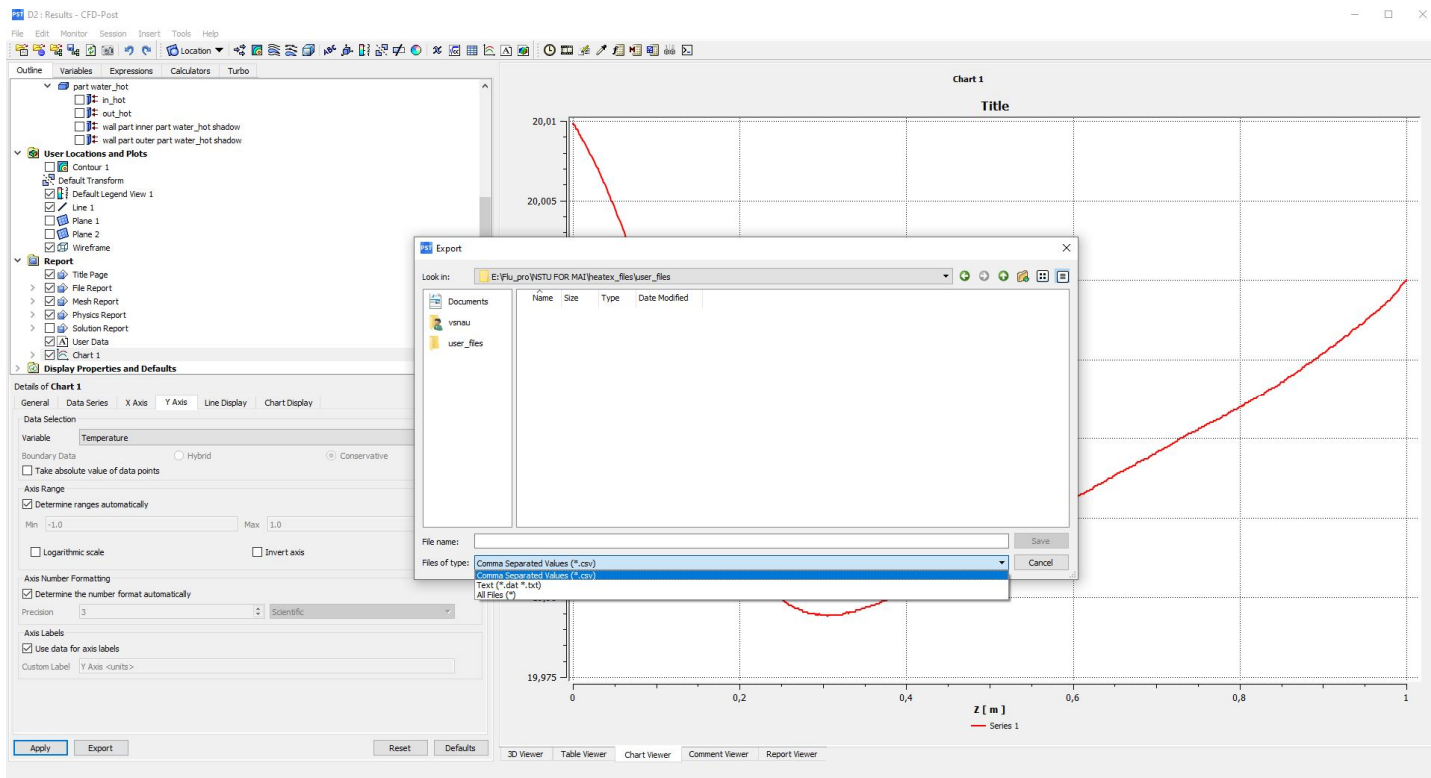 PST D2 : Results - CFD-Post
File Edit Monitor Session Insert Tools Help
Location
Outline Variables Expressions Calculators Turbo
part water_hot
in_hot
out_hot
wall part inner part water_hot shadow
wall part outer part water_hot shadow
User Locations and Plots
Contour 1
Default Transform
Default Legend View 1
Line 1
Plane 1
Plane 2
Wireframe
Report
Title Page
File Report
Mesh Report
Physics Report
Solution Report
User Data
Chart 1
Display Properties and Defaults
Details of Chart 1
General Data Series X Axis Y Axis Line Display Chart Display
Data Selection
Variable Temperature
Boundary Data Hybrid Conservative
Take absolute value of data points
Axis Range
Determine ranges automatically
Min -1.0 Max 1.0
Logarithmic scale Invert axis
Axis Number Formatting
Determine the number format automatically
Precision 3 Scientific
Axis Labels
Use data for axis labels
Custom Label Y Axis <units>
Apply Export Reset Defaults
Chart 1
Title
20,01
20,005
19,975
0 0,2 0,4 0,6 0,8 1
Z [ m ]
Series 1
3D Viewer Table Viewer Chart Viewer Comment Viewer Report Viewer
PST Export
Look in: E:\Flu_pro\NSTU FOR MAI\heatex_files\user_files
Documents
vsnau
user_files
Name Size Type Date Modified
File name: Save
Files of type: Comma Separated Values (*.csv) Cancel
Comma Separated Values (*.csv)
Text (*.dat *.txt)
All Files (*)